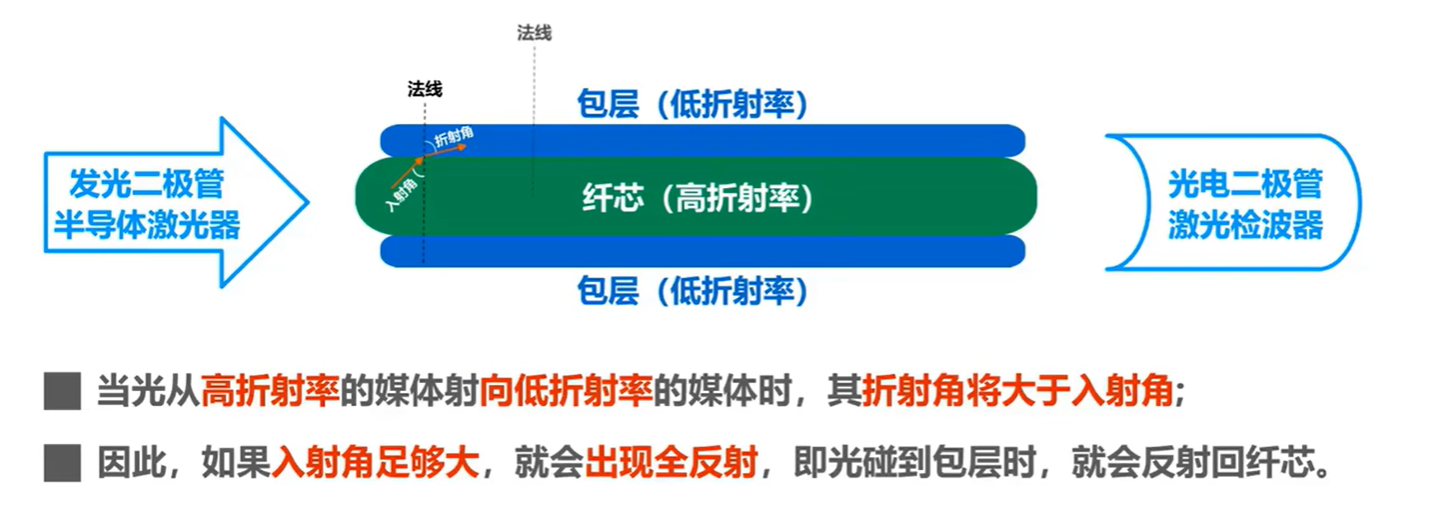 法线
法线
包层（低折射率）
折射角
入射角
发光二极管
半导体激光器
纤芯（高折射率）
光电二极管
激光检波器
包层（低折射率）
当光从高折射率的媒体射向低折射率的媒体时，其折射角将大于入射角;
因此，如果入射角足够大，就会出现全反射，即光碰到包层时，就会反射回纤芯。